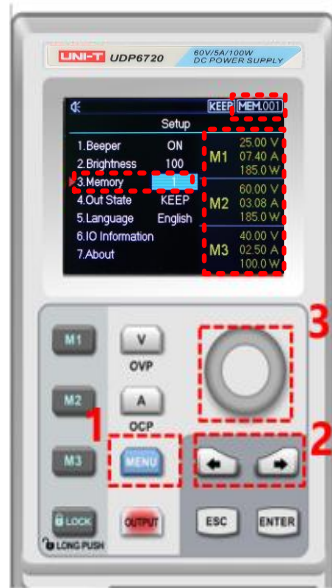 UNI-T UDP6720 60V/5A/100W
DC POWER SUPPLY
KEEP MEM.001
Setup
1.Beeper ON
2.Brightness 100
3.Memory 1
4.Out State KEEP
5.Language English
6.IO Information
7.About
M1 25.00 V
07.40 A
185.0 W
M2 60.00 V
03.08 A
185.0 W
M3 40.00 V
02.50 A
100.0 W
3
M1 V
OVP
M2 A
OCP
1
2
M3 MENU
LOCK OUTPUT ESC ENTER
LONG PUSH